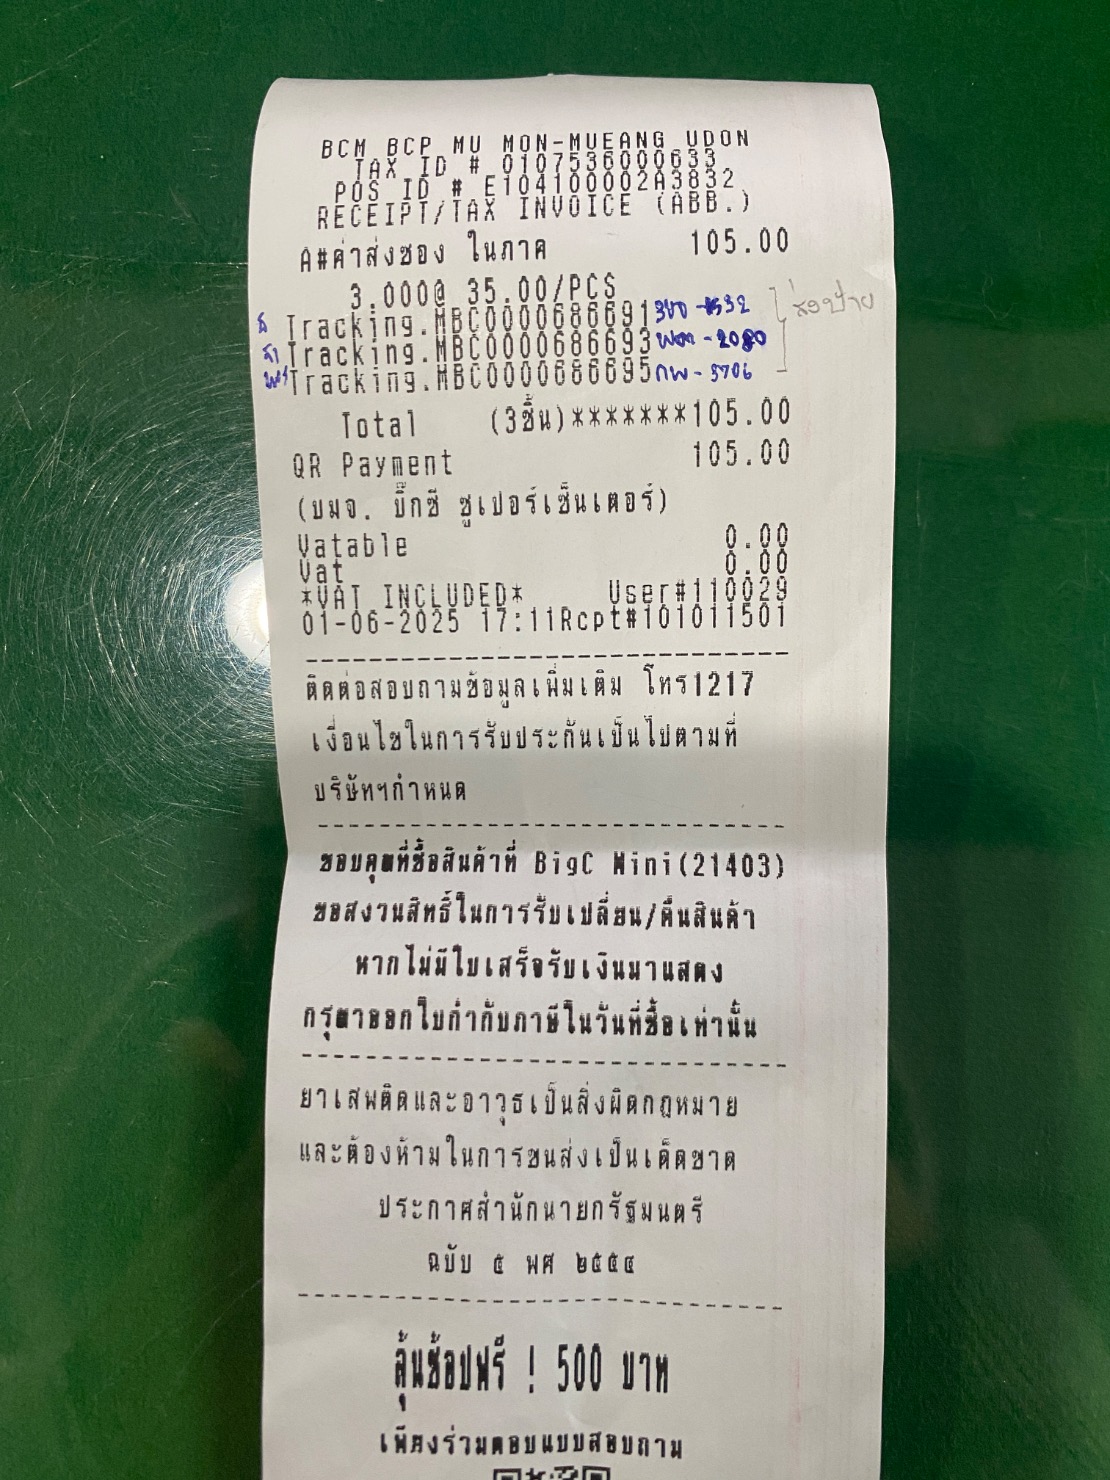 BCM BCP MU MON-MUEANG UDON
TAX ID # 0107536000633
POS ID # E104100002A3832
RECEIPT/TAX INVOICE (ABB.)
A#ค่าส่งซอง ในภาค 105.00
3.000@ 35.00/PCS
Tracking.MBC0000686691
Tracking.MBC0000686693 -2080
Tracking.MBC0000686695 กพ-5706
ส่งป้าย
Total (3ชิ้น)*******105.00
QR Payment 105.00
(บมจ. บิ๊กซี ซูเปอร์เซ็นเตอร์)
Vatable 0.00
Vat 0.00
*VAT INCLUDED* User#110029
01-06-2025 17:11Rcpt#101011501
ติดต่อสอบถามข้อมูลเพิ่มเติม โทร1217
เงื่อนไขในการรับประกันเป็นไปตามที่
บริษัทฯกำหนด
ขอบคุณที่ซื้อสินค้าที่ BigC Mini(21403)
ขอสงวนสิทธิ์ในการรับเปลี่ยน/คืนสินค้า
หากไม่มีใบเสร็จรับเงินมาแสดง
กรุณาออกใบกำกับภาษีในวันที่ซื้อเท่านั้น
ยาเสพติดและอาวุธเป็นสิ่งผิดกฎหมาย
และต้องห้ามในการขนส่งเป็นเด็ดขาด
ประกาศสำนักนายกรัฐมนตรี
ฉบับ ๕ พศ ๒๕๕๔
ลุ้นช้อปฟรี ! 500 บาท
เพียงร่วมตอบแบบสอบถาม